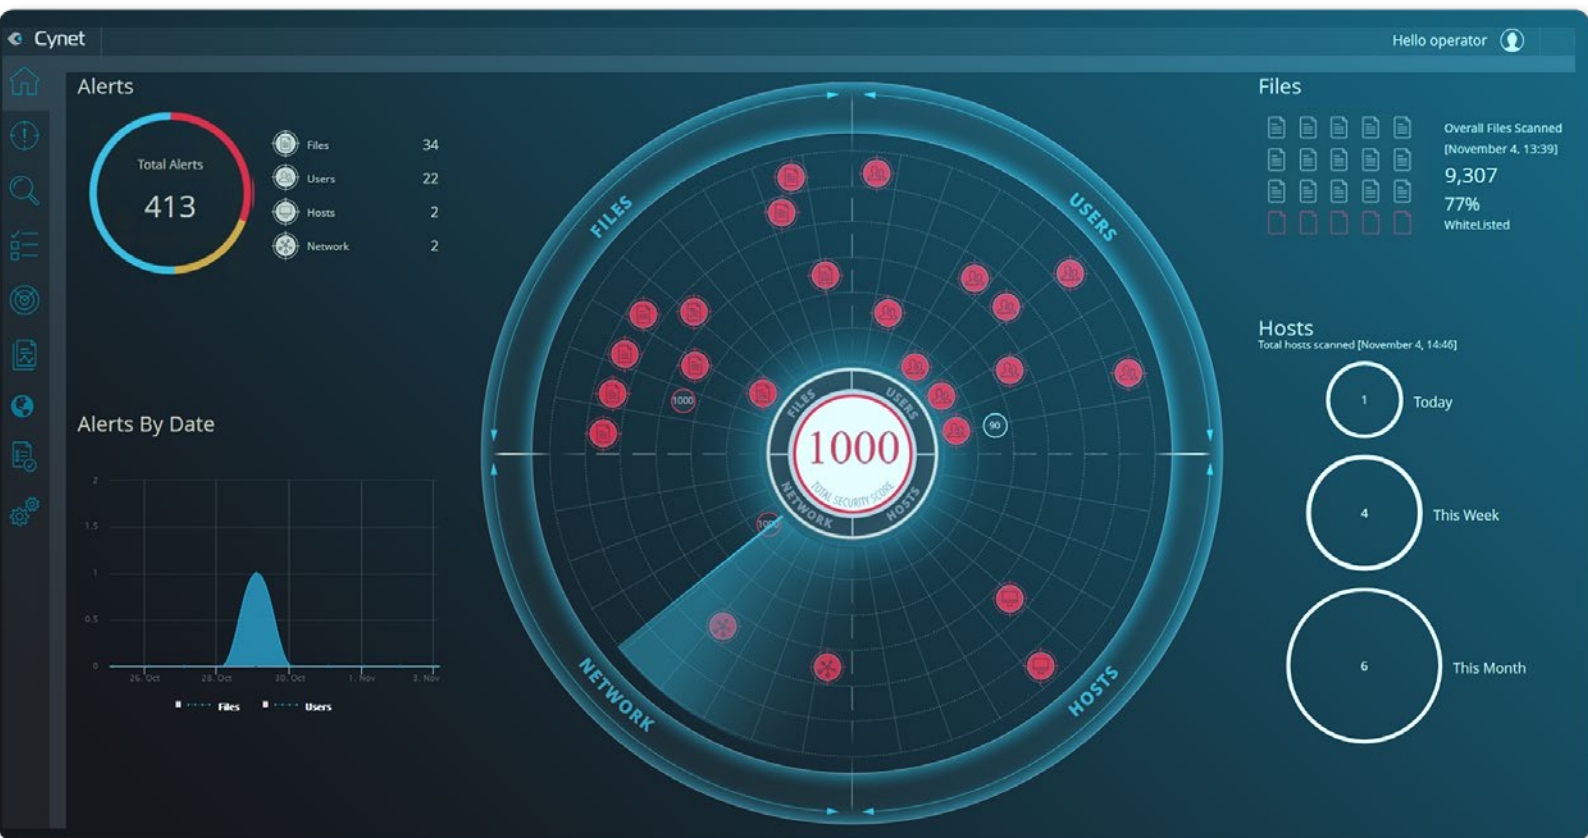 Cynet
Hello operator
Alerts
Total Alerts
413
Files 34
Users 22
Hosts 2
Network 2
Alerts By Date
2
1.5
1
0.5
0
26. Oct 28. Oct 30. Oct 1. Nov 3. Nov
Files Users
FILES
USERS
NETWORK
HOSTS
1000
90
1000
FILES
USERS
NETWORK
HOSTS
1000
TOTAL SECURITY SCORE
Files
Overall Files Scanned
[November 4, 13:39]
9,307
77%
WhiteListed
Hosts
Total hosts scanned [November 4, 14:46]
1 Today
4 This Week
6 This Month